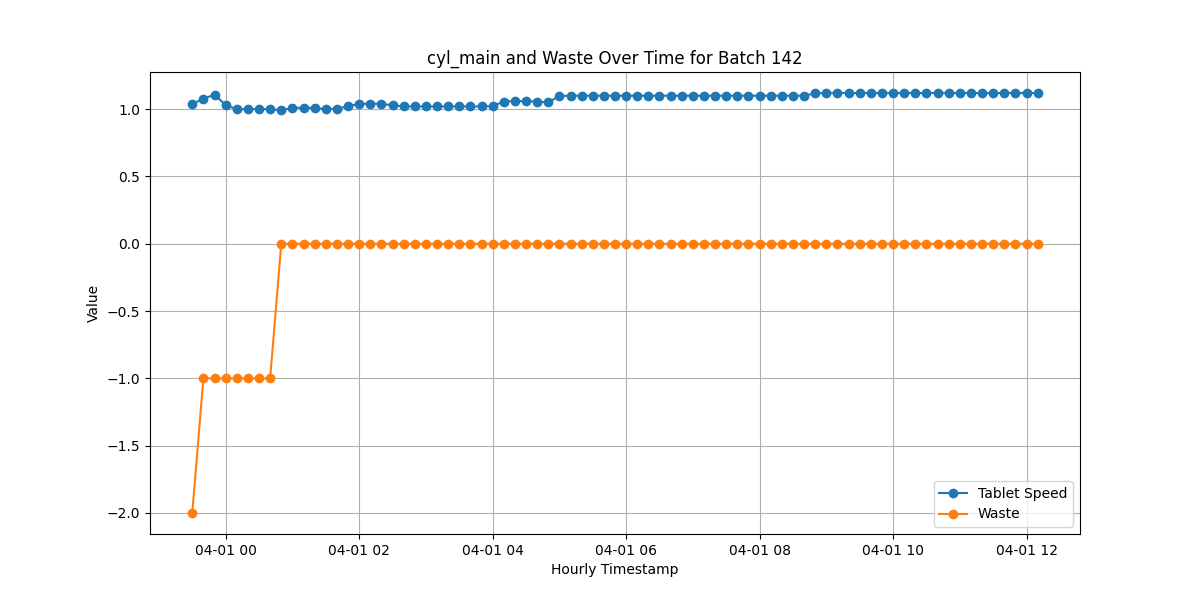 cyl_main and Waste Over Time for Batch 142
1.0
0.5
0.0
−0.5
−1.0
−1.5
−2.0
Value
Tablet Speed
Waste
04-01 00
04-01 02
04-01 04
04-01 06
04-01 08
04-01 10
04-01 12
Hourly Timestamp